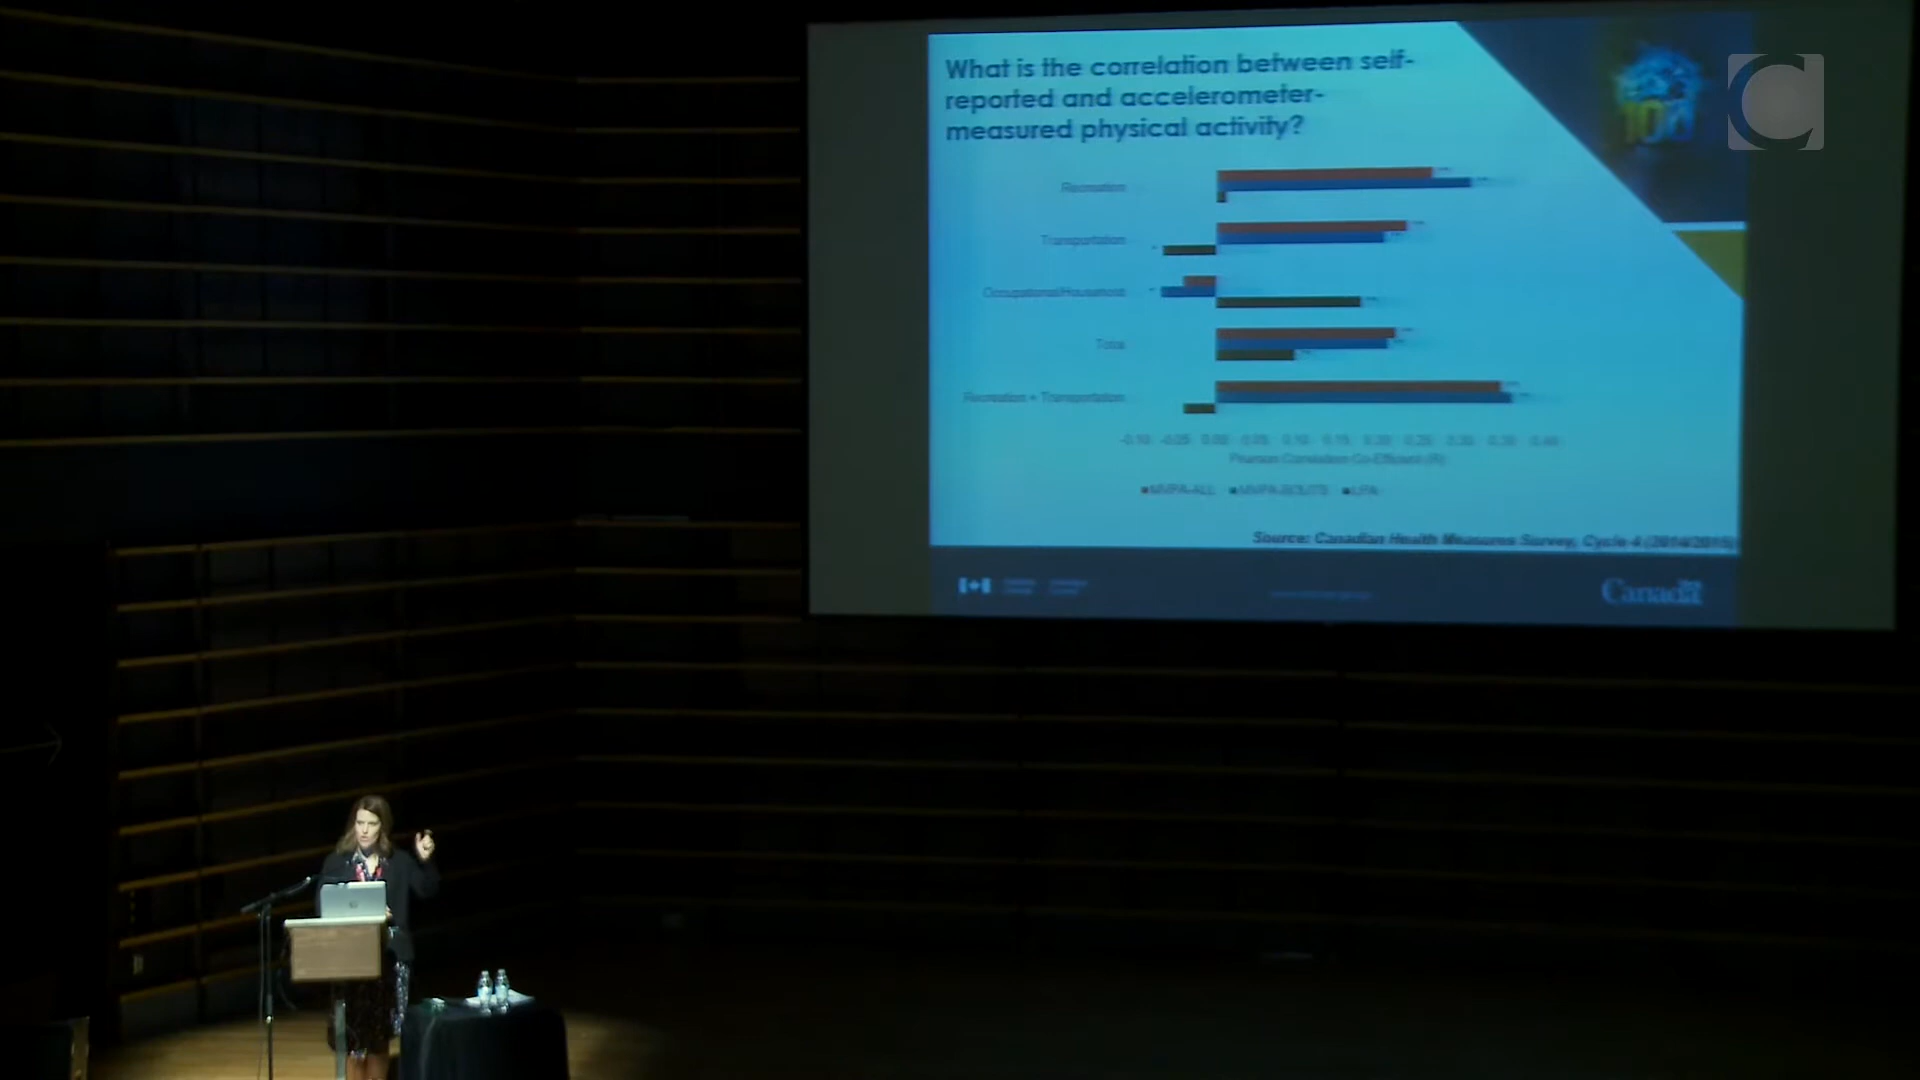 What is the correlation between self-
reported and accelerometer-
measured physical activity?
Recreation
Transportation
Occupational/Household
Total
Recreation + Transportation
-0.10 -0.05 0.00 0.05 0.10 0.15 0.20 0.25 0.30 0.35 0.40
Pearson Correlation Co-Efficient (R)
MVPA-ALL MVPA-BOUTS LPA
Source: Canadian Health Measures Survey, Cycle 4 (2014/2015)
Canada
100
C